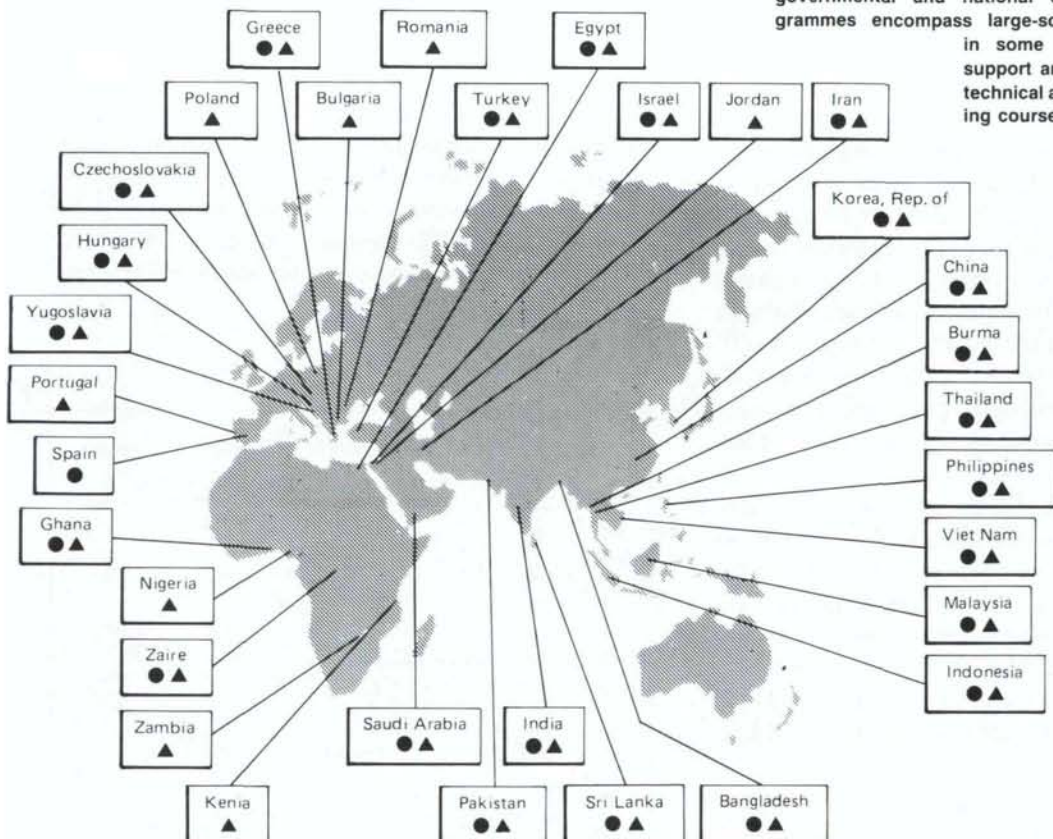 governmental and national
grammes encompass large-sc
in some
support an
technical a
ing course
Greece
● ▲
Romania
▲
Egypt
● ▲
Poland
▲
Bulgaria
▲
Turkey
● ▲
Israel
● ▲
Jordan
▲
Iran
● ▲
Czechoslovakia
● ▲
Korea, Rep. of
● ▲
Hungary
● ▲
China
● ▲
Yugoslavia
● ▲
Burma
● ▲
Portugal
▲
Thailand
● ▲
Spain
●
Philippines
● ▲
Ghana
● ▲
Viet Nam
● ▲
Nigeria
▲
Malaysia
● ▲
Zaire
● ▲
Indonesia
● ▲
Zambia
▲
Saudi Arabia
● ▲
India
● ▲
Kenia
▲
Pakistan
● ▲
Sri Lanka
● ▲
Bangladesh
● ▲